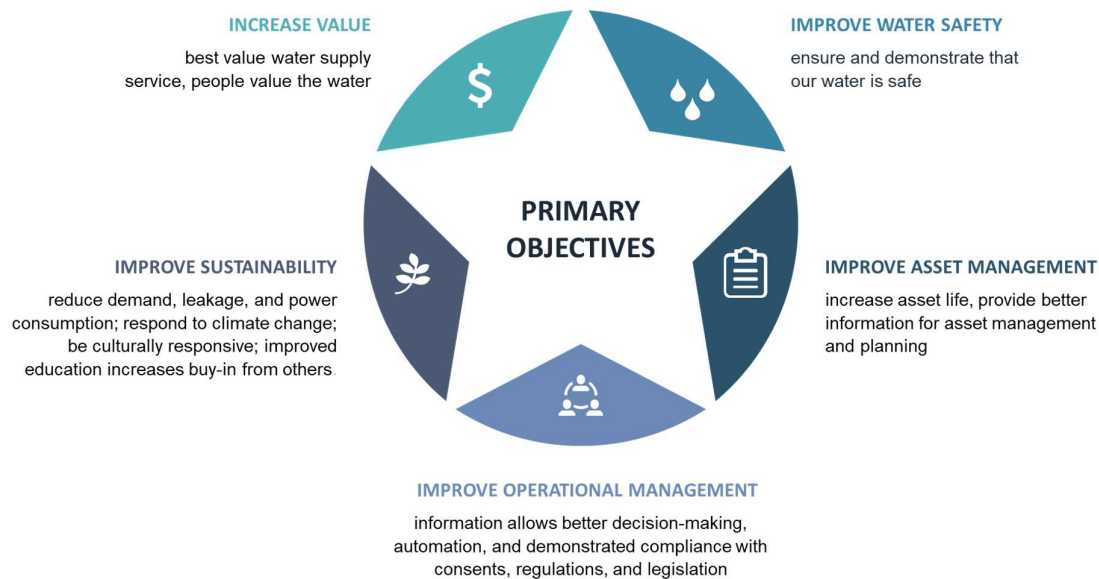 INCREASE VALUE
best value water supply
service, people value the water
$
IMPROVE WATER SAFETY
ensure and demonstrate that
our water is safe
PRIMARY
OBJECTIVES
IMPROVE SUSTAINABILITY
reduce demand, leakage, and power
consumption; respond to climate change;
be culturally responsive; improved
education increases buy-in from others.
IMPROVE ASSET MANAGEMENT
increase asset life, provide better
information for asset management
and planning
IMPROVE OPERATIONAL MANAGEMENT
information allows better decision-making,
automation, and demonstrated compliance with
consents, regulations, and legislation